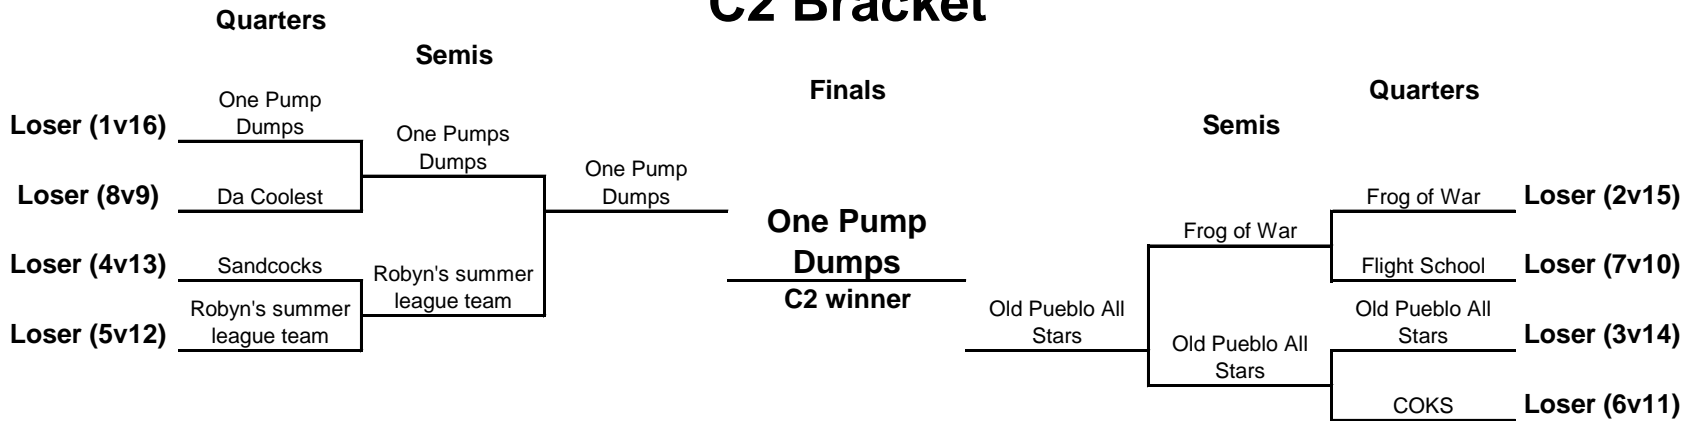 C2 Bracket
Quarters
Semis
Finals
Quarters
Semis
One Pump
Dumps
Loser (1v16)
One Pumps
Dumps
One Pump
Dumps
Loser (8v9)
Da Coolest
Frog of War
Loser (2v15)
One Pump
Dumps
C2 winner
Frog of War
Loser (4v13)
Sandcocks
Robyn's summer
league team
Flight School
Loser (7v10)
Robyn's summer
league team
Loser (5v12)
Old Pueblo All
Stars
Old Pueblo All
Stars
Loser (3v14)
Old Pueblo All
Stars
COKS
Loser (6v11)